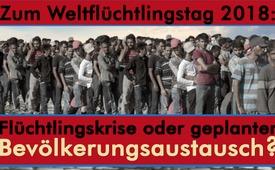 Zum Weltflüchtlingstag 2018:
Flüchtlingskrise oder geplanter
Bevölkerungsaustausch?